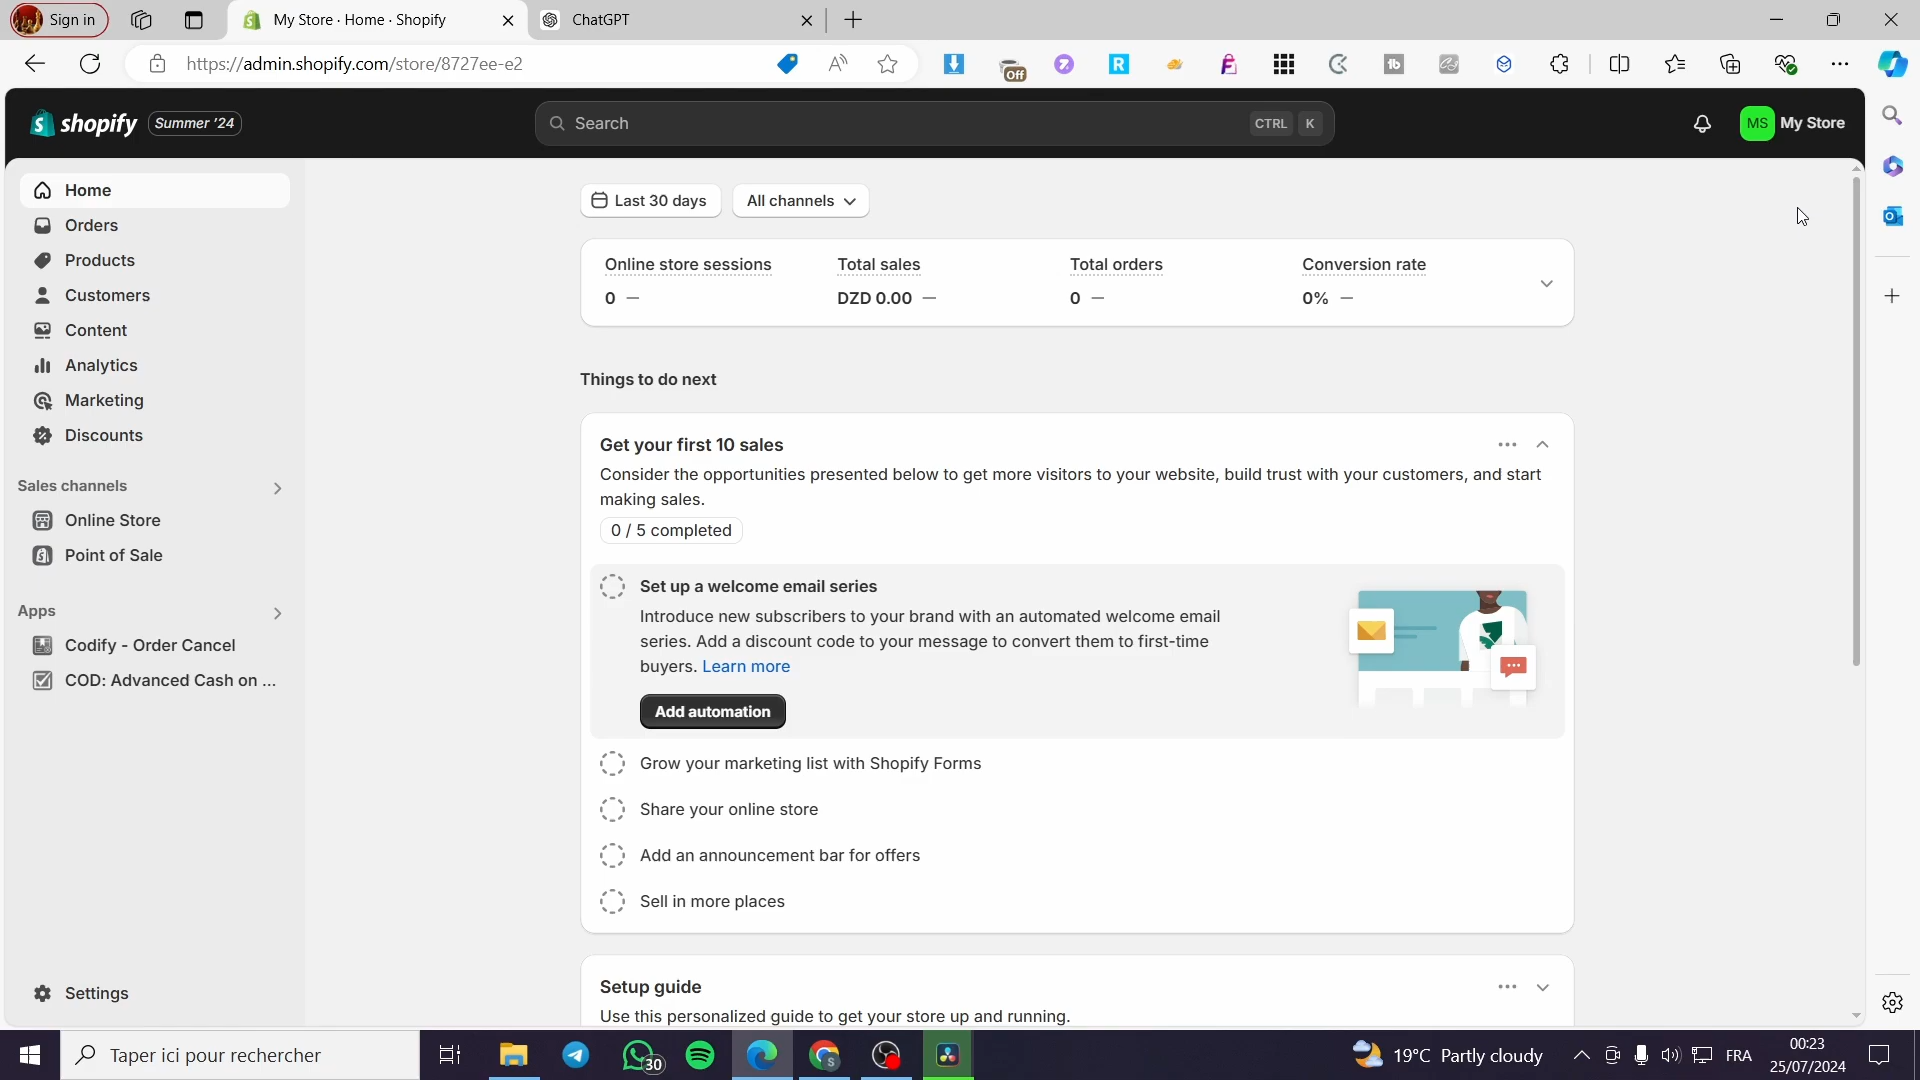 Sign in
My Store · Home · Shopify
ChatGPT
https://admin.shopify.com/store/8727ee-e2
Off
shopify
Summer '24
Search
CTRL K
MS My Store
Home
Orders
Products
Customers
Content
Analytics
Marketing
Discounts
Sales channels
Online Store
Point of Sale
Apps
Codify - Order Cancel
COD: Advanced Cash on ...
Settings
Last 30 days
All channels
Online store sessions
0 —
Total sales
DZD 0.00 —
Total orders
0 —
Conversion rate
0% —
Things to do next
Get your first 10 sales
Consider the opportunities presented below to get more visitors to your website, build trust with your customers, and start
making sales.
0 / 5 completed
Set up a welcome email series
Introduce new subscribers to your brand with an automated welcome email
series. Add a discount code to your message to convert them to first-time
buyers. Learn more
Add automation
Grow your marketing list with Shopify Forms
Share your online store
Add an announcement bar for offers
Sell in more places
Setup guide
Use this personalized guide to get your store up and running.
Taper ici pour rechercher
30
19°C Partly cloudy
FRA
00:23
25/07/2024